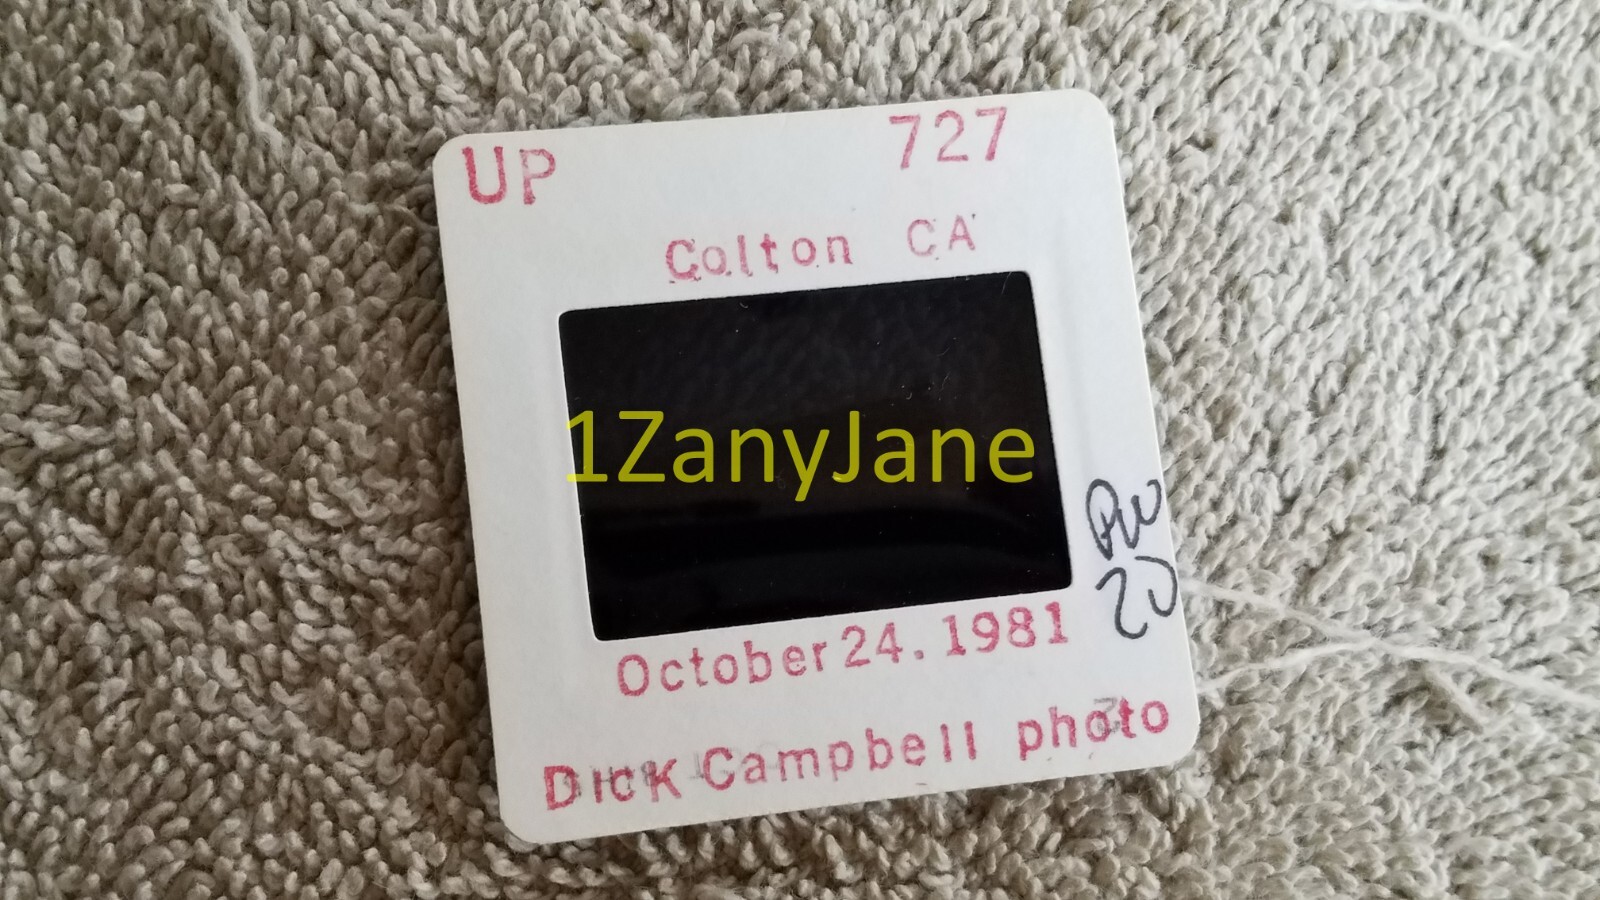 UP 727
Colton CA
1ZanyJane
October 24. 1981
Dick Campbell photo